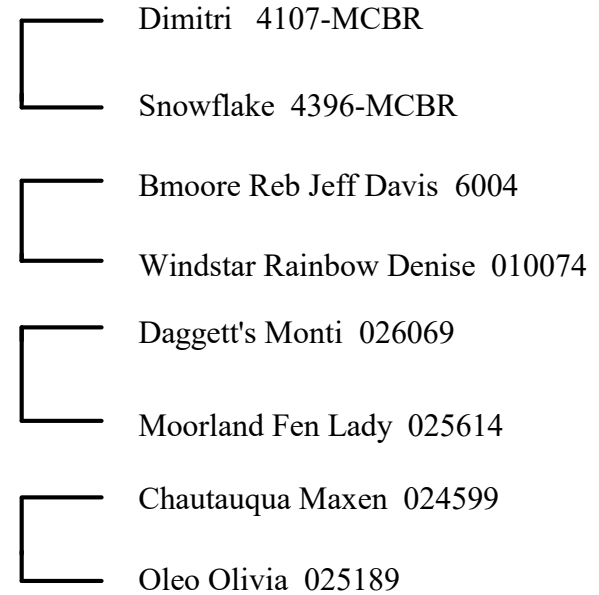 Dimitri 4107-MCBR
Snowflake 4396-MCBR
Bmoore Reb Jeff Davis 6004
Windstar Rainbow Denise 010074
Daggett's Monti 026069
Moorland Fen Lady 025614
Chautauqua Maxen 024599
Oleo Olivia 025189